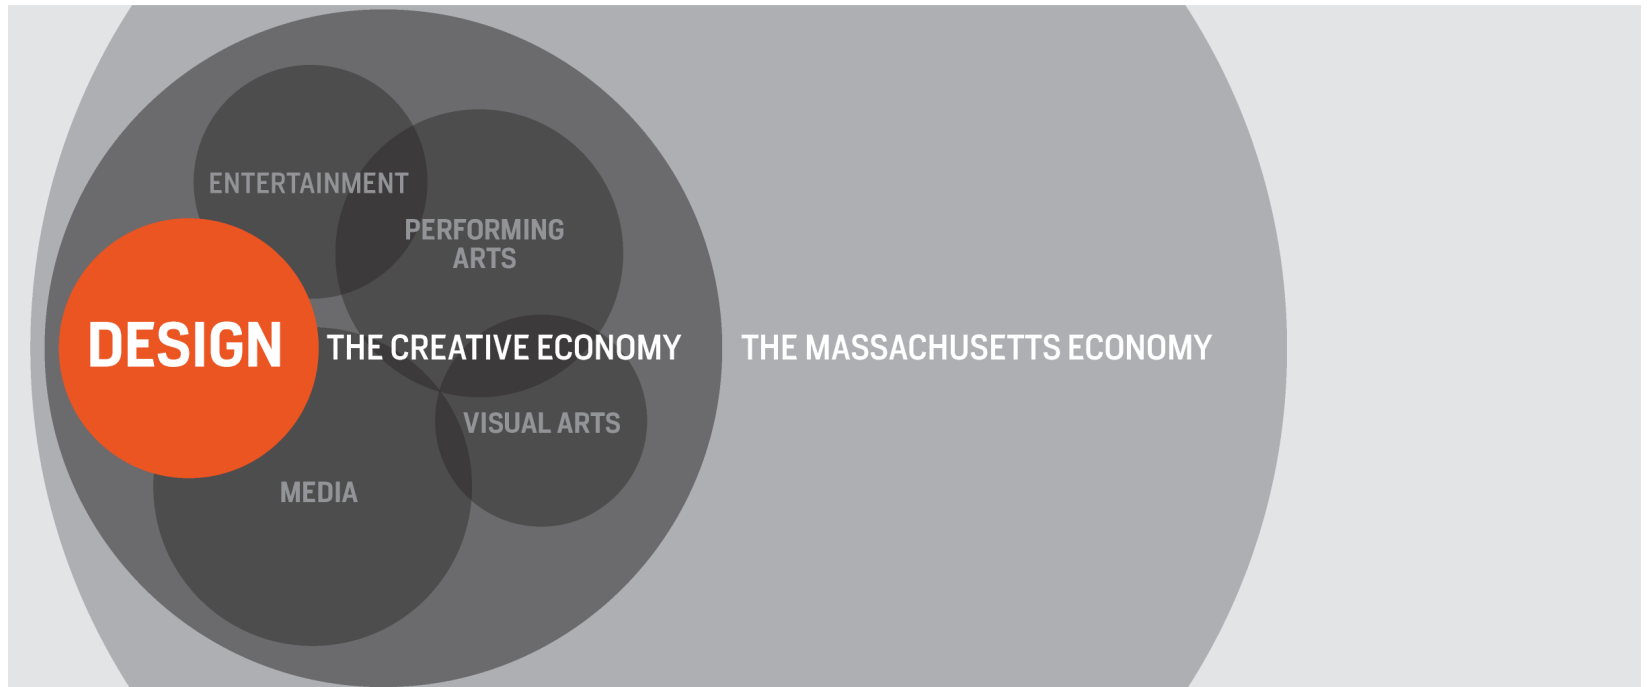 ENTERTAINMENT
PERFORMING
ARTS
DESIGN
THE CREATIVE ECONOMY
THE MASSACHUSETTS ECONOMY
VISUAL ARTS
MEDIA